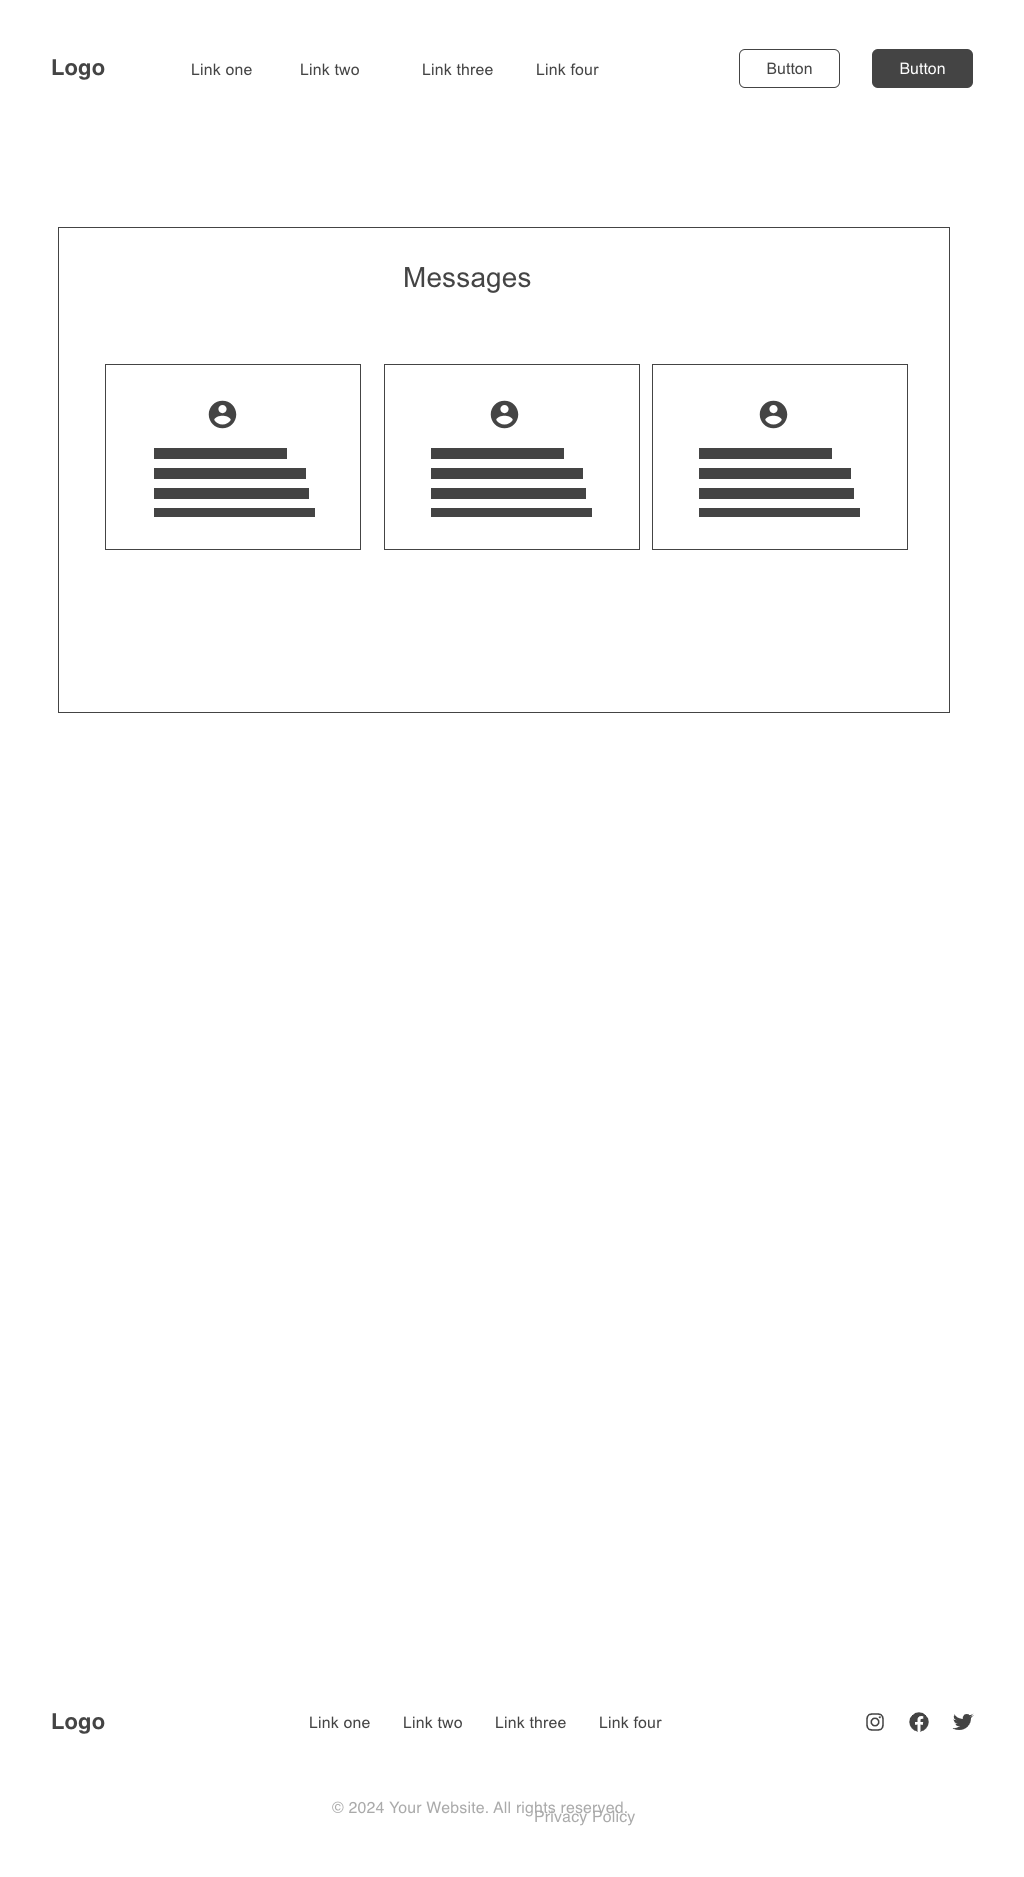 Logo
Link one
Link two
Link three
Link four
Button
Button
Messages
Logo
Link one
Link two
Link three
Link four
© 2024 Your Website. All rights reserved.
Privacy Policy